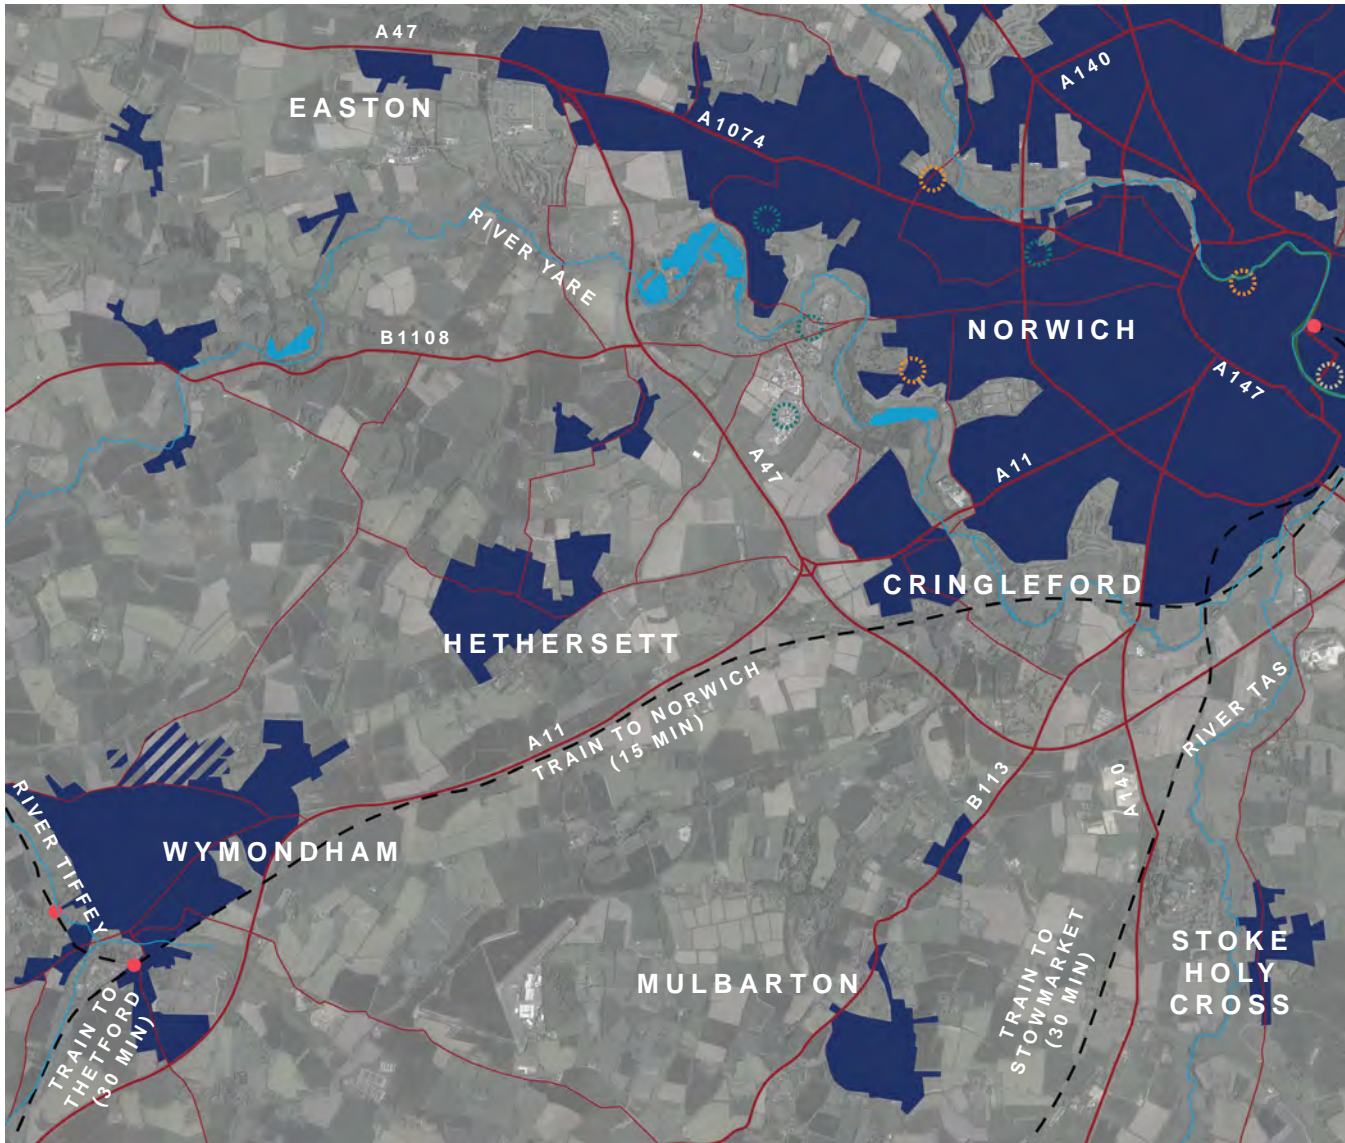 A47
EASTON
A140
A1074
RIVER YARE
B1108
NORWICH
A147
A47
A11
CRINGLEFORD
HETHERSETT
A11
TRAIN TO NORWICH
(15 MIN)
RIVER TAS
B113
A140
RIVER TIFFEY
WYMONDHAM
TRAIN TO
THETFORD
(30 MIN)
MULBARTON
TRAIN TO
STOWMARKET
(30 MIN)
STOKE
HOLY
CROSS